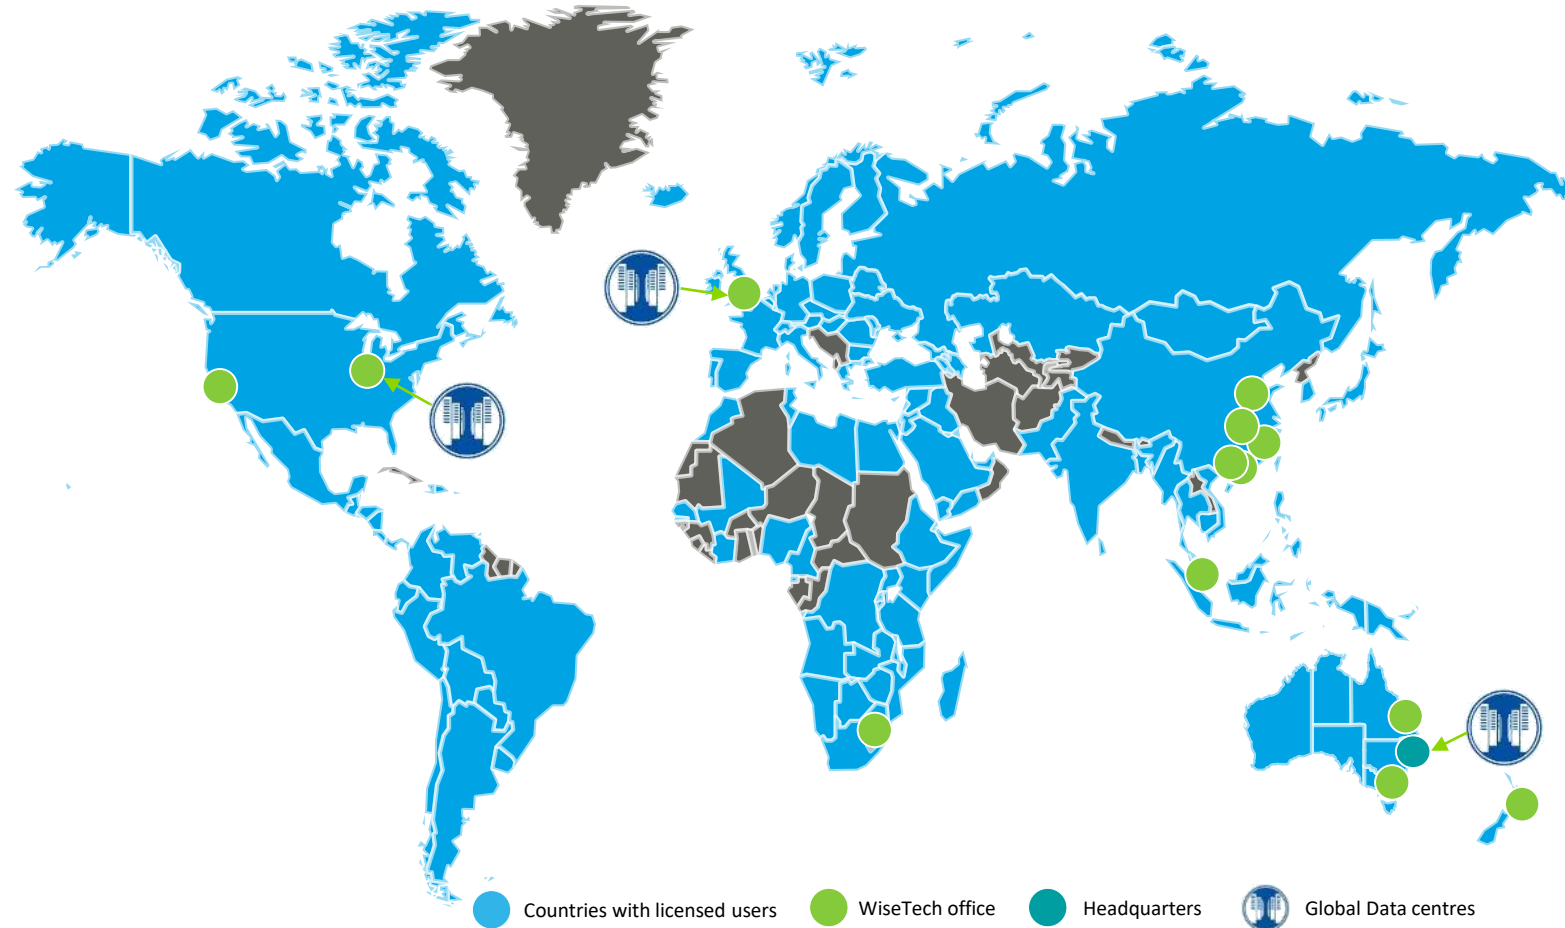 Countries with licensed users
WiseTech office
Headquarters
Global Data centres